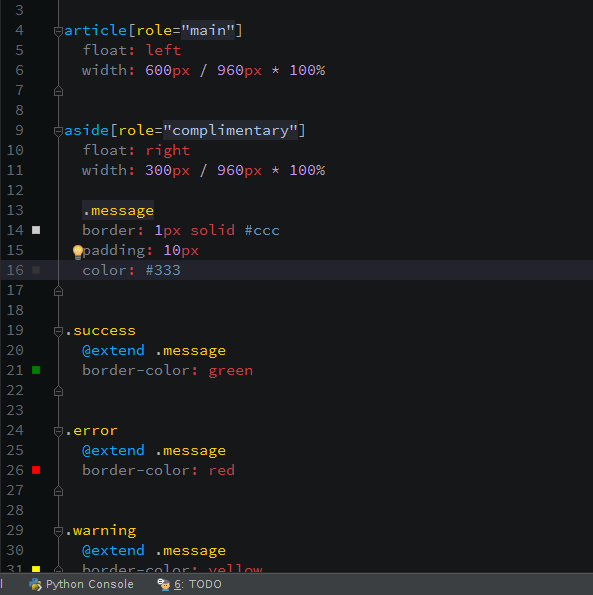 3
4 article[role="main"]
5 float: left
6 width: 600px / 960px * 100%
7
8
9 aside[role="complimentary"]
10 float: right
11 width: 300px / 960px * 100%
12
13 .message
14 border: 1px solid #ccc
15 padding: 10px
16 color: #333
17
18
19 .success
20 @extend .message
21 border-color: green
22
23
24 .error
25 @extend .message
26 border-color: red
27
28
29 .warning
30 @extend .message
31 border-color: yellow
Python Console 6: TODO